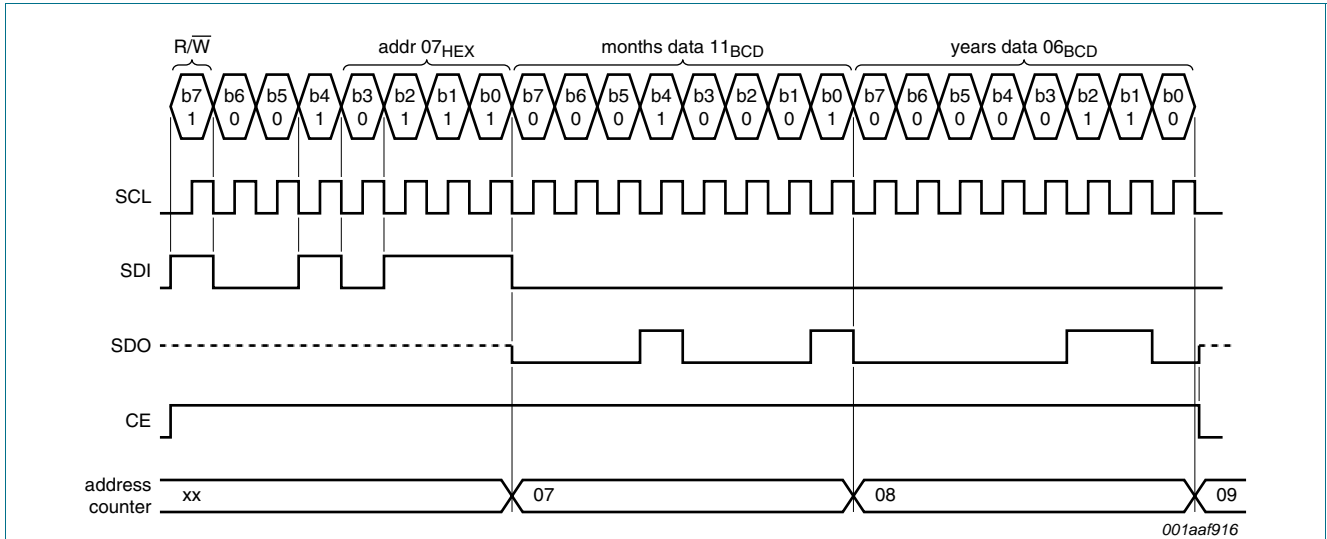 R/W̅ addr 07HEX months data 11BCD years data 06BCD
b7 b6 b5 b4 b3 b2 b1 b0 b7 b6 b5 b4 b3 b2 b1 b0 b7 b6 b5 b4 b3 b2 b1 b0
1 0 0 1 0 1 1 1 0 0 0 1 0 0 0 1 0 0 0 0 0 1 1 0
SCL
SDI
SDO
CE
address
counter
xx 07 08 09
001aaf916